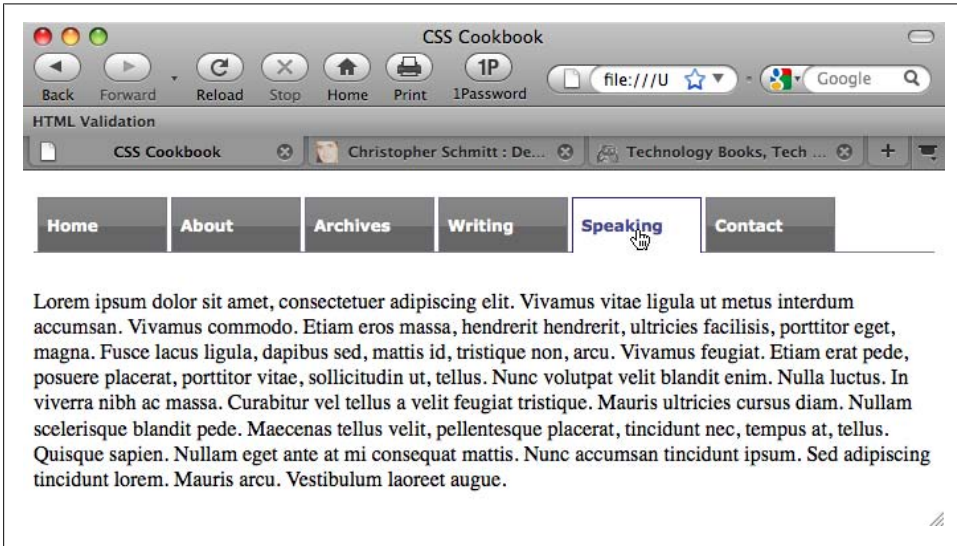 CSS Cookbook
1P
file:///U
Google
Back Forward Reload Stop Home Print 1Password
HTML Validation
CSS Cookbook Christopher Schmitt : De... Technology Books, Tech ... +
Home About Archives Writing Speaking Contact
Lorem ipsum dolor sit amet, consectetuer adipiscing elit. Vivamus vitae ligula ut metus interdum
accumsan. Vivamus commodo. Etiam eros massa, hendrerit hendrerit, ultricies facilisis, porttitor eget,
magna. Fusce lacus ligula, dapibus sed, mattis id, tristique non, arcu. Vivamus feugiat. Etiam erat pede,
posuere placerat, porttitor vitae, sollicitudin ut, tellus. Nunc volutpat velit blandit enim. Nulla luctus. In
viverra nibh ac massa. Curabitur vel tellus a velit feugiat tristique. Mauris ultricies cursus diam. Nullam
scelerisque blandit pede. Maecenas tellus velit, pellentesque placerat, tincidunt nec, tempus at, tellus.
Quisque sapien. Nullam eget ante at mi consequat mattis. Nunc accumsan tincidunt ipsum. Sed adipiscing
tincidunt lorem. Mauris arcu. Vestibulum laoreet augue.